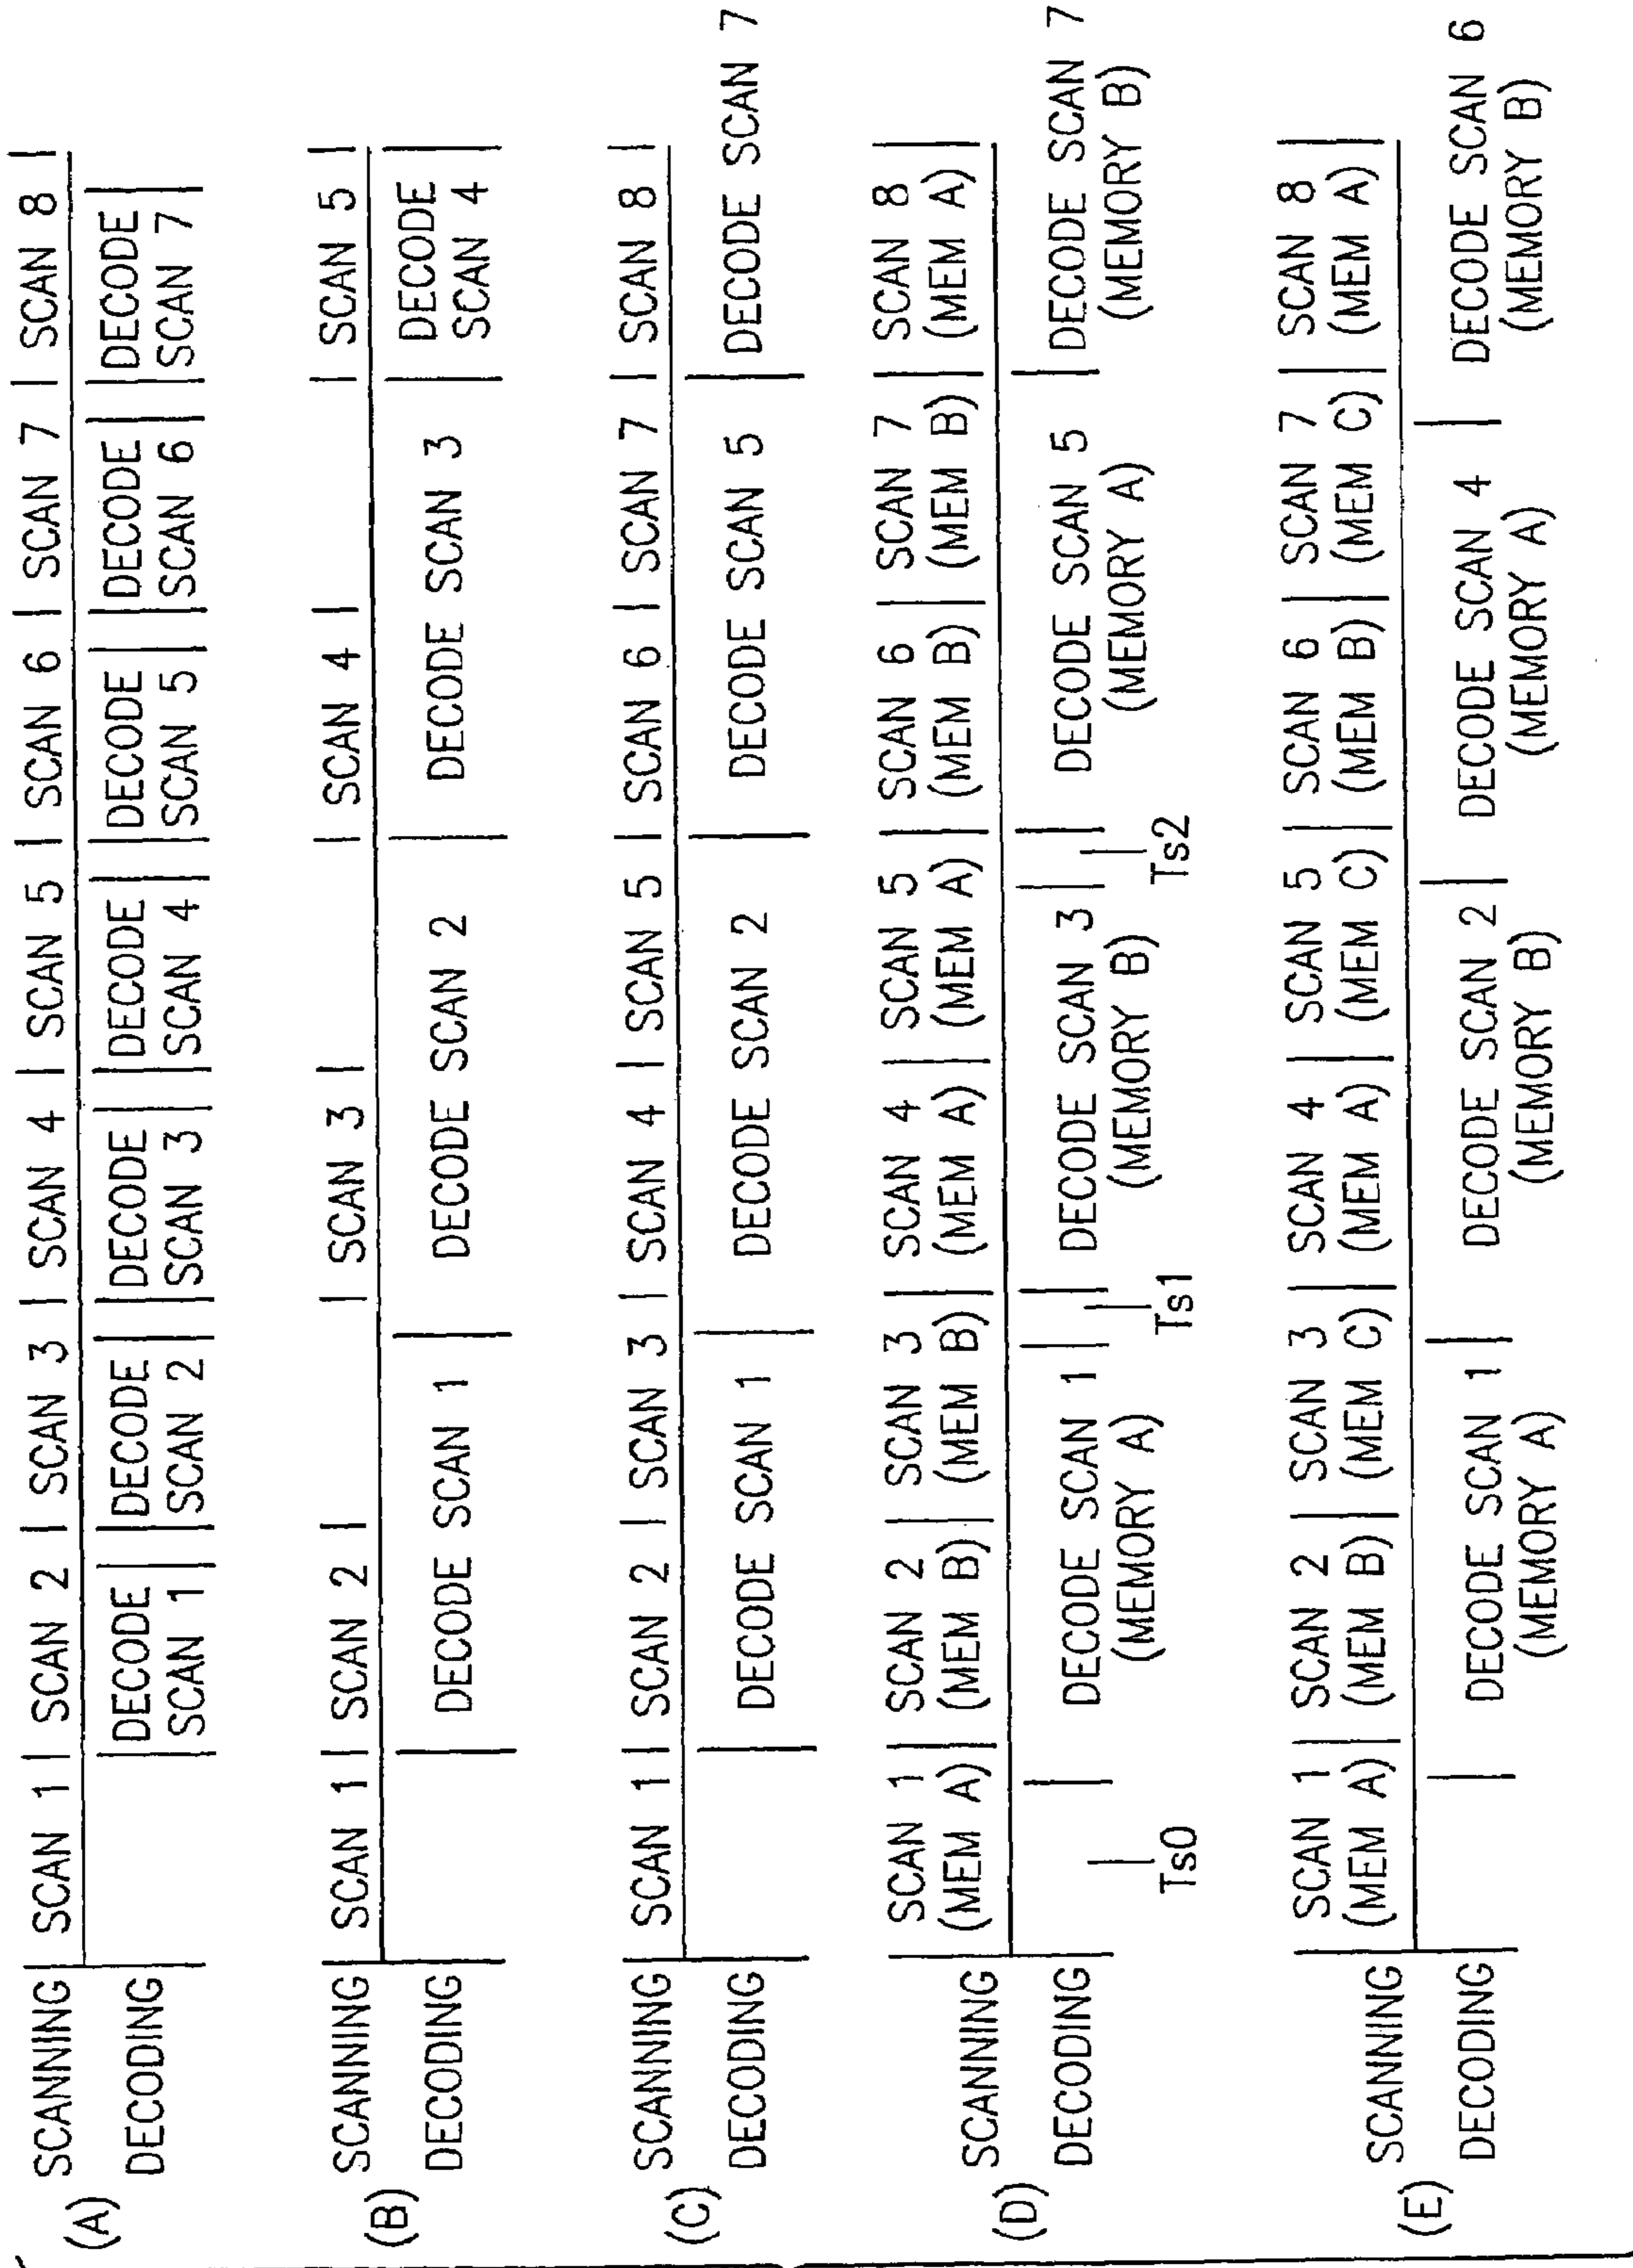 (A)
SCANNING | SCAN 1 | SCAN 2 | SCAN 3 | SCAN 4 | SCAN 5 | SCAN 6 | SCAN 7 | SCAN 8 |
DECODING
|DECODE |DECODE |DECODE |DECODE |DECODE |DECODE |DECODE
SCAN 1| SCAN 2| SCAN 3| SCAN 4| SCAN 5| SCAN 6| SCAN 7|
(B)
SCANNING | SCAN 1 | SCAN 2 | | SCAN 3 | | SCAN 4 | | SCAN 5 |
DECODING | DECODE SCAN 1 | DECODE SCAN 2 | DECODE SCAN 3 | DECODE
SCAN 4
(C)
SCANNING | SCAN 1 | SCAN 2 | SCAN 3 | SCAN 4 | SCAN 5 | SCAN 6 | SCAN 7 | SCAN 8 |
DECODING | DECODE SCAN 1 | DECODE SCAN 2 | DECODE SCAN 5 | DECODE SCAN 7
(D)
SCANNING | SCAN 1 | SCAN 2 | SCAN 3 | SCAN 4 | SCAN 5 | SCAN 6 | SCAN 7 | SCAN 8 |
(MEM A) | (MEM B) | (MEM B) | (MEM A) | (MEM A) | (MEM B) | (MEM B) | (MEM A) |
DECODING | DECODE SCAN 1 | DECODE SCAN 3 | DECODE SCAN 5 | DECODE SCAN 7
(MEMORY A) (MEMORY B) (MEMORY A) (MEMORY B)
Ts0 Ts1 Ts2
(E)
SCANNING | SCAN 1 | SCAN 2 | SCAN 3 | SCAN 4 | SCAN 5 | SCAN 6 | SCAN 7 | SCAN 8 |
(MEM A) | (MEM B) | (MEM C) | (MEM A) | (MEM C) | (MEM B) | (MEM C) | (MEM A) |
DECODING | DECODE SCAN 1 | DECODE SCAN 2 | DECODE SCAN 4 | DECODE SCAN 6
(MEMORY A) (MEMORY B) (MEMORY A) (MEMORY B)